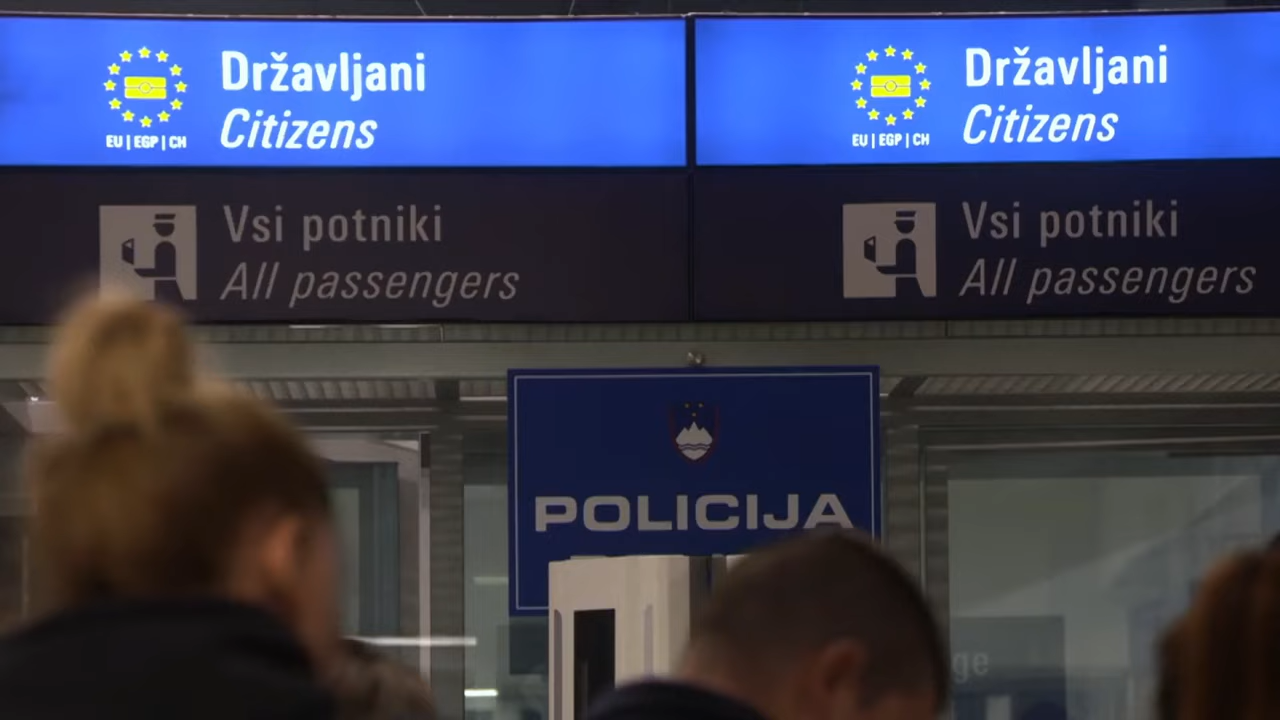 Državljani
Citizens
EU | EGP | CH
Državljani
Citizens
EU | EGP | CH
Vsi potniki
All passengers
Vsi potniki
All passengers
POLICIJA